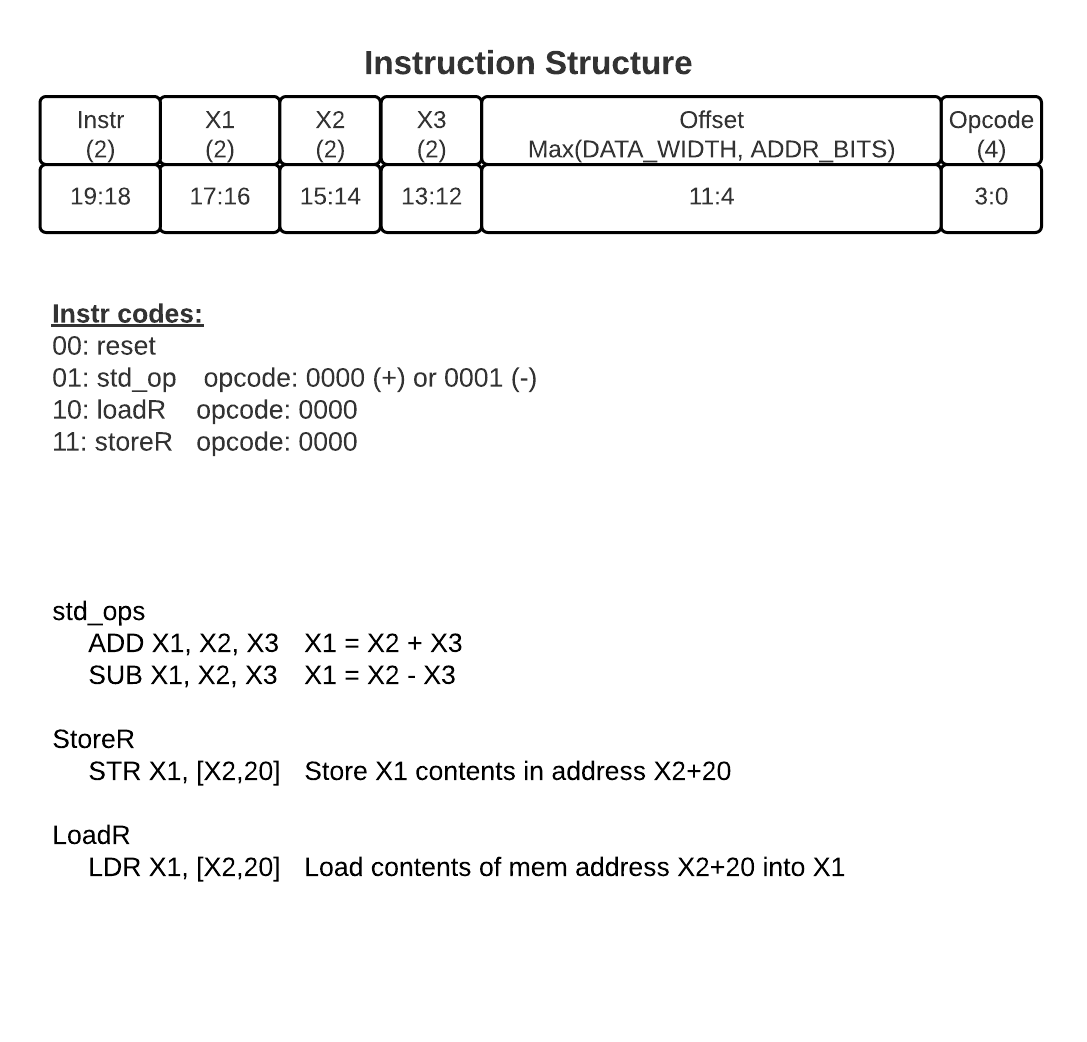 Instruction Structure
Instr X1 X2 X3 Offset Opcode
(2) (2) (2) (2) Max(DATA_WIDTH, ADDR_BITS) (4)
19:18 17:16 15:14 13:12 11:4 3:0
Instr codes:
00: reset
01: std_op opcode: 0000 (+) or 0001 (-)
10: loadR opcode: 0000
11: storeR opcode: 0000
std_ops
ADD X1, X2, X3 X1 = X2 + X3
SUB X1, X2, X3 X1 = X2 - X3
StoreR
STR X1, [X2,20] Store X1 contents in address X2+20
LoadR
LDR X1, [X2,20] Load contents of mem address X2+20 into X1